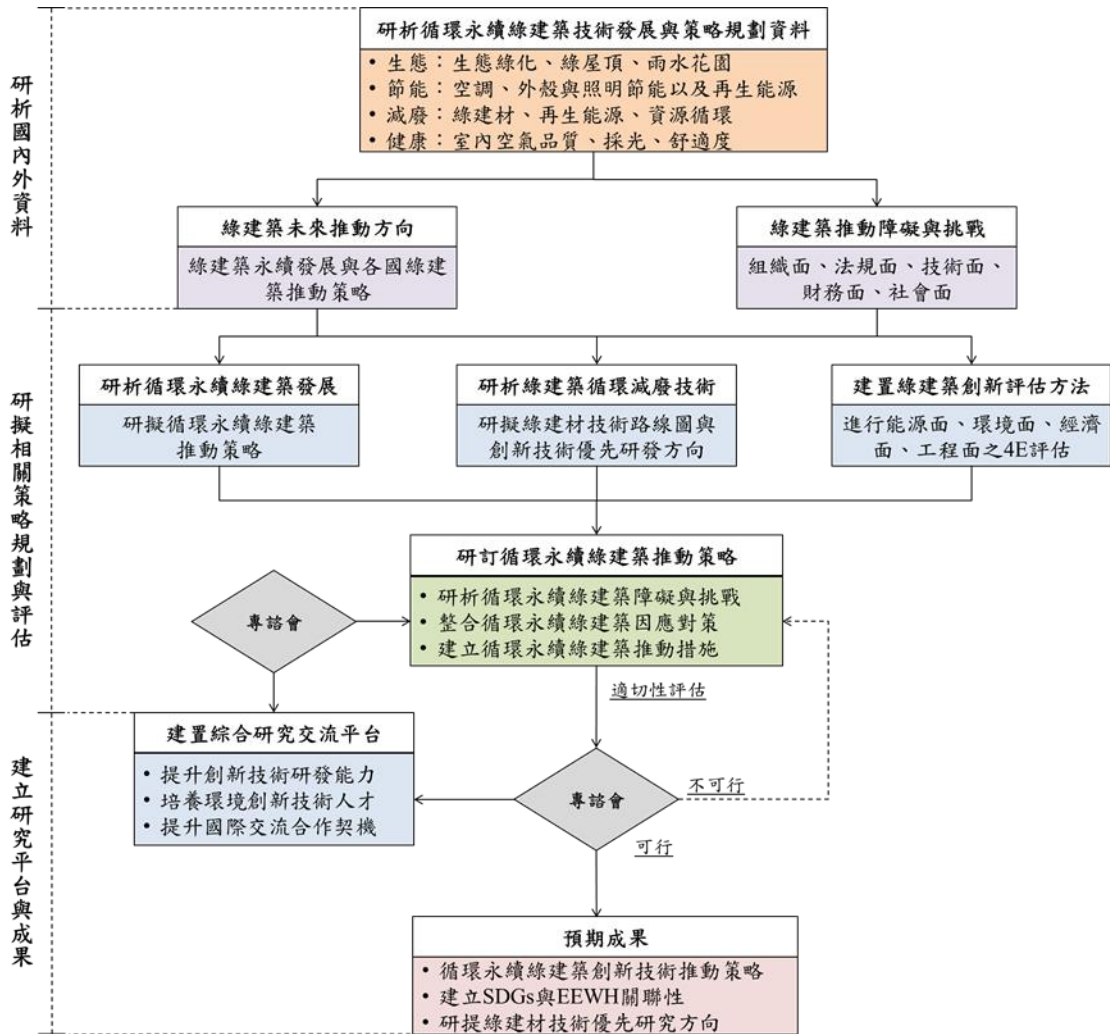 研析國內外資料
研析循環永續綠建築技術發展與策略規劃資料
• 生態：生態綠化、綠屋頂、雨水花園
• 節能：空調、外殼與照明節能以及再生能源
• 減廢：綠建材、再生能源、資源循環
• 健康：室內空氣品質、採光、舒適度
綠建築未來推動方向
綠建築永續發展與各國綠建
築推動策略
綠建築推動障礙與挑戰
組織面、法規面、技術面、
財務面、社會面
研擬相關策略規劃與評估
研析循環永續綠建築發展
研擬循環永續綠建築
推動策略
研析綠建築循環減廢技術
研擬綠建材技術路線圖與
創新技術優先研發方向
建置綠建築創新評估方法
進行能源面、環境面、經濟
面、工程面之4E評估
研訂循環永續綠建築推動策略
• 研析循環永續綠建築障礙與挑戰
• 整合循環永續綠建築因應對策
• 建立循環永續綠建築推動措施
專諮會
適切性評估
建立研究平台與成果
建置綜合研究交流平台
• 提升創新技術研發能力
• 培養環境創新技術人才
• 提升國際交流合作契機
專諮會
不可行
可行
預期成果
• 循環永續綠建築創新技術推動策略
• 建立SDGs與EEWH關聯性
• 研提綠建材技術優先研究方向